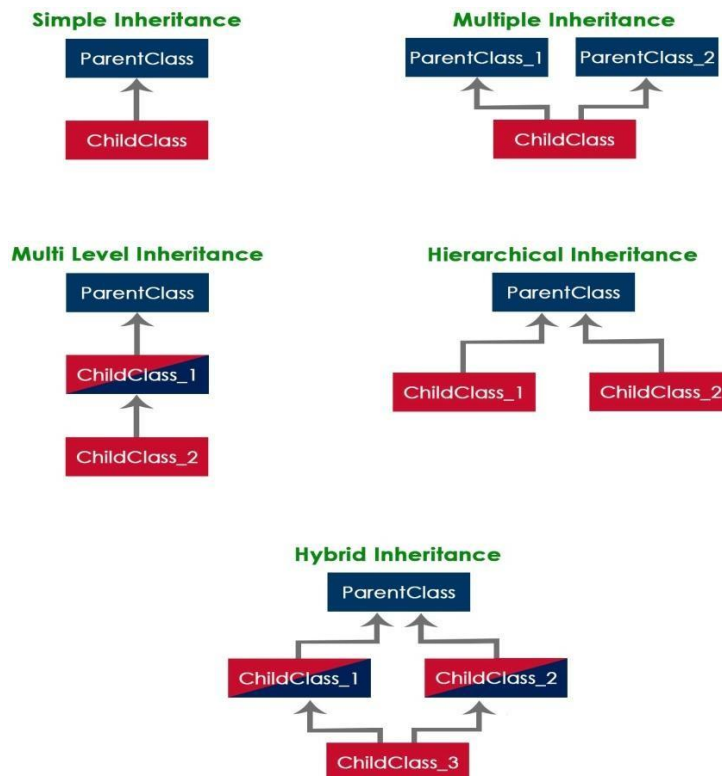 Simple Inheritance
ParentClass
ChildClass
Multiple Inheritance
ParentClass_1 ParentClass_2
ChildClass
Multi Level Inheritance
ParentClass
ChildClass_1
ChildClass_2
Hierarchical Inheritance
ParentClass
ChildClass_1 ChildClass_2
Hybrid Inheritance
ParentClass
ChildClass_1 ChildClass_2
ChildClass_3